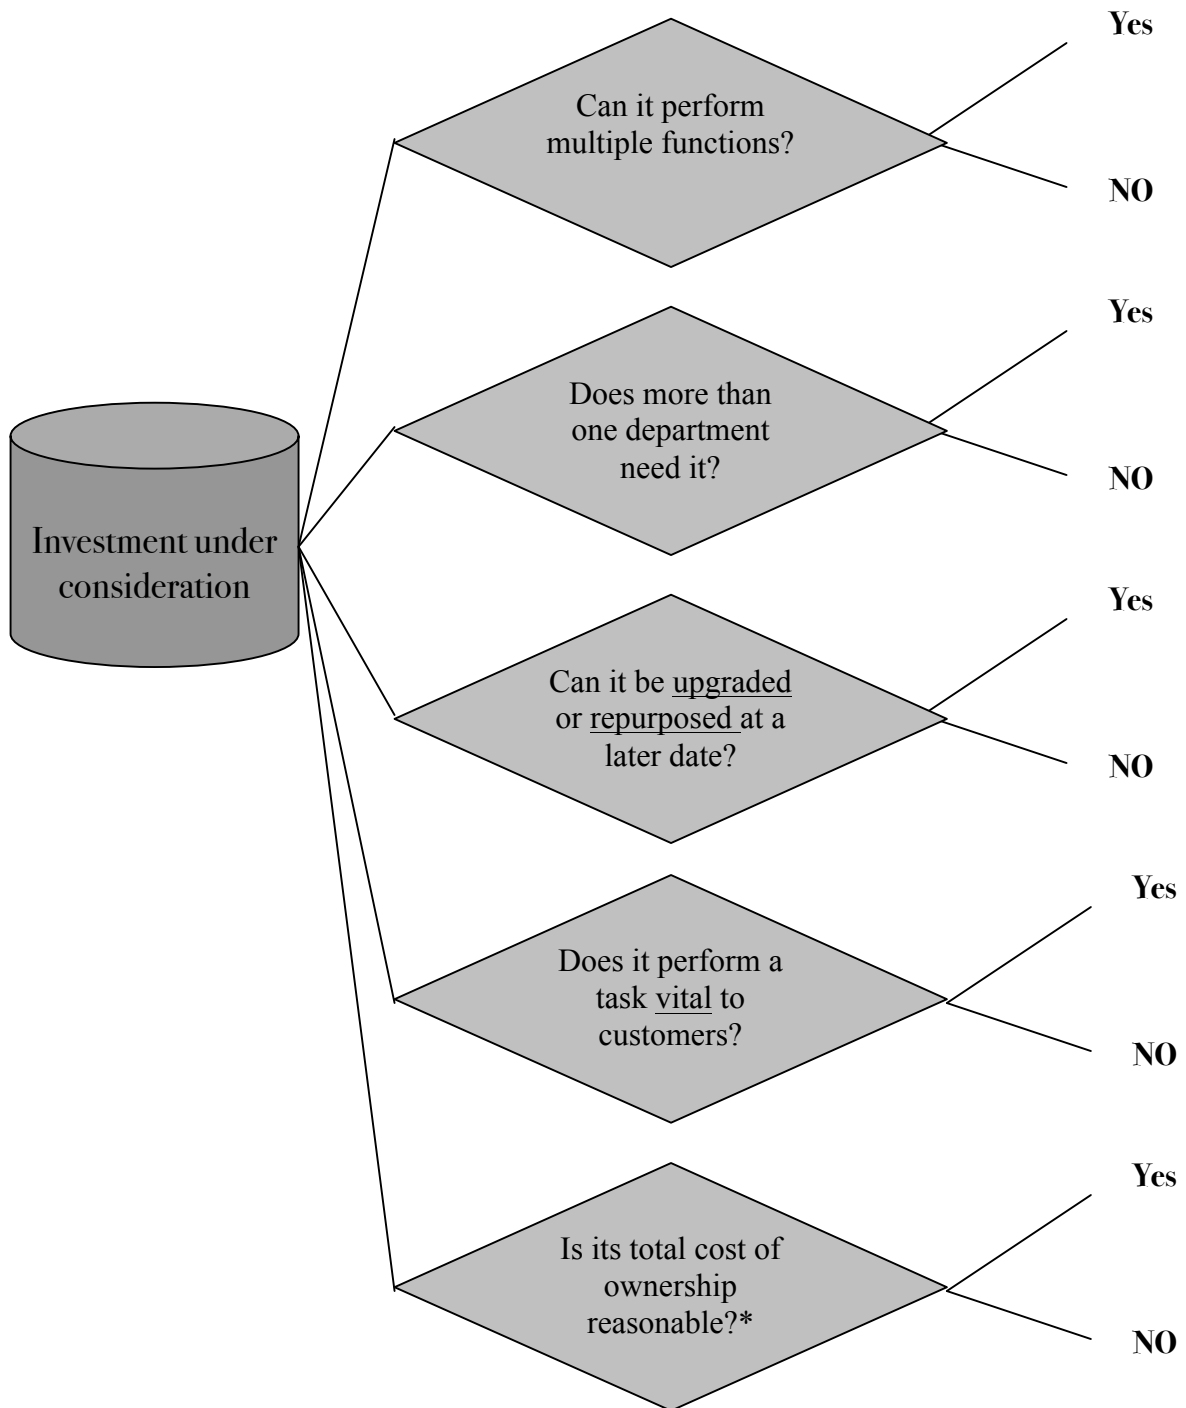 Yes
Can it perform
multiple functions?
NO
Yes
Does more than
one department
need it?
NO
Investment under
consideration
Yes
Can it be upgraded
or repurposed at a
later date?
NO
Yes
Does it perform a
task vital to
customers?
NO
Yes
Is its total cost of
ownership
reasonable?*
NO